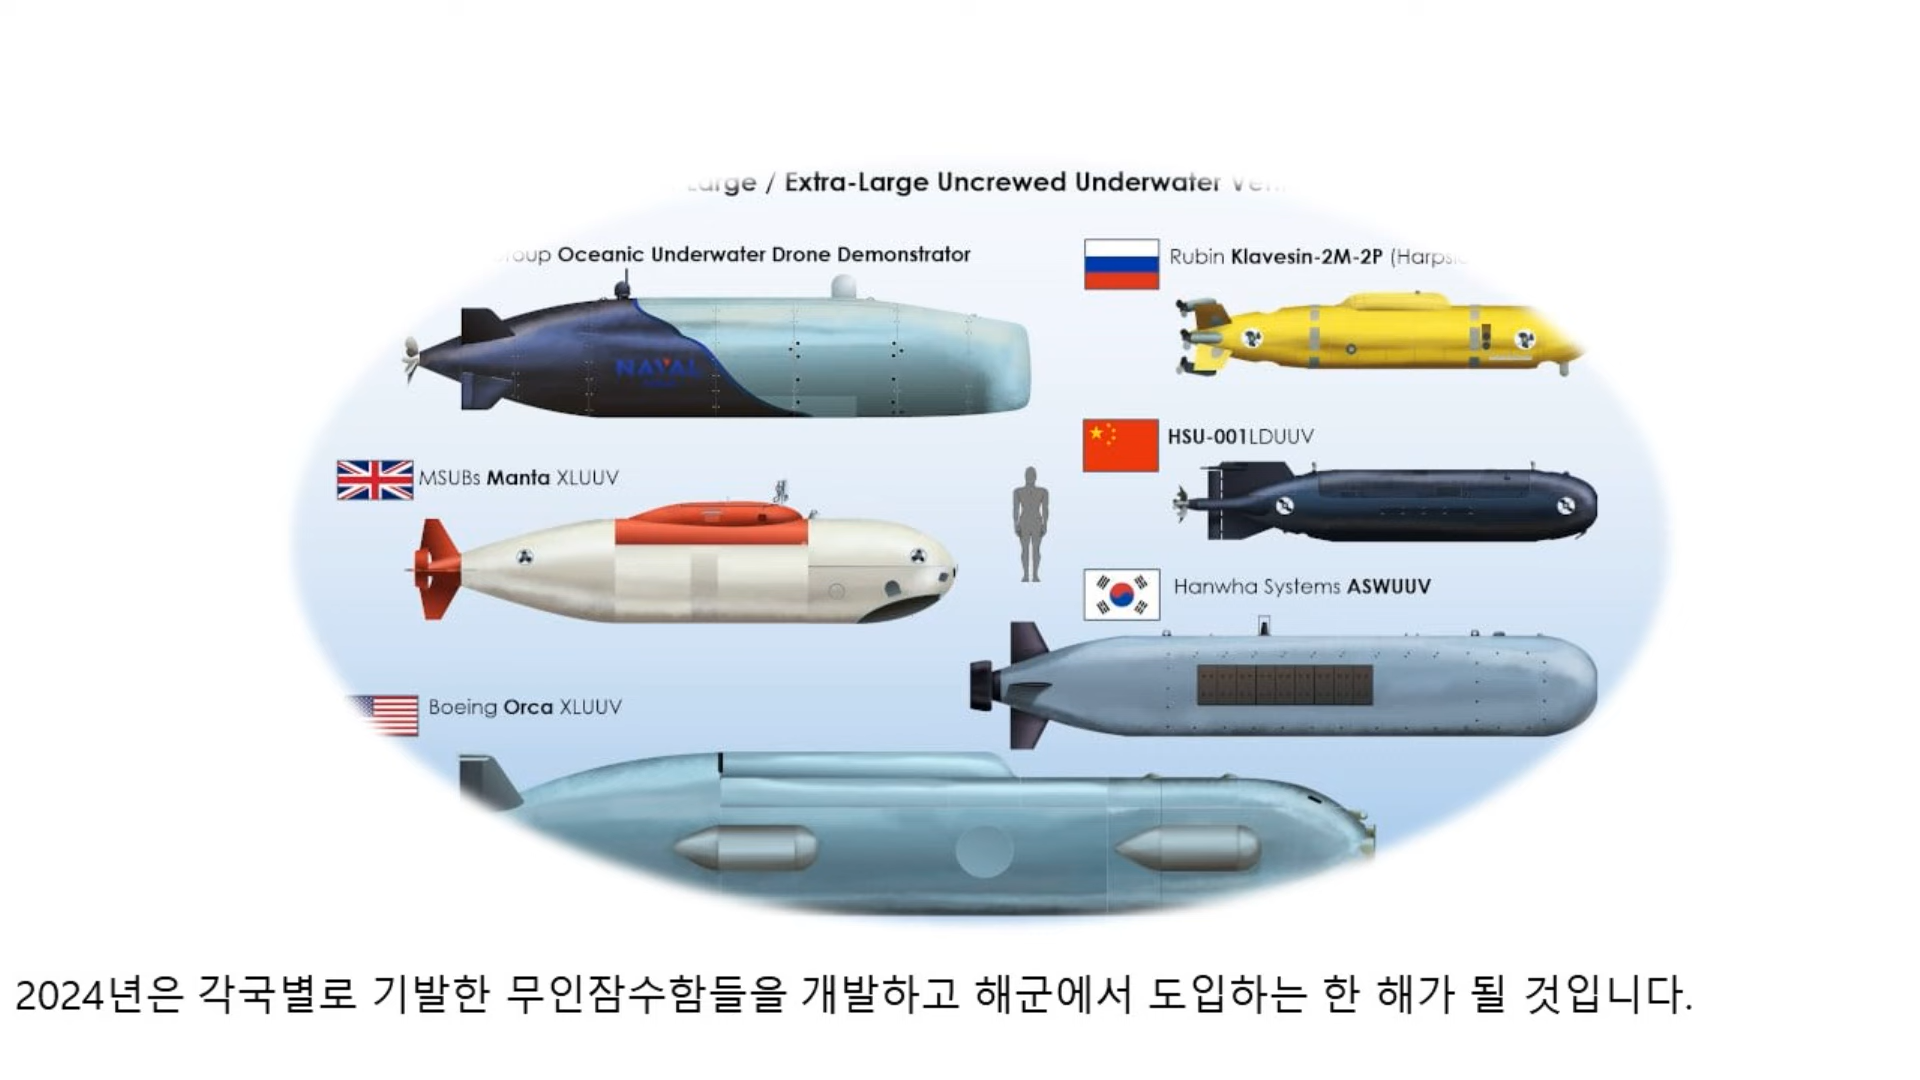 / Extra-Large Uncrewed Underwater
Oceanic Underwater Drone Demonstrator
NAVAL
Rubin Klavesin-2M-2P
HSU-001LDUUV
MSUBs Manta XLUUV
Hanwha Systems ASWUUV
Boeing Orca XLUUV
2024년은 각국별로 기발한 무인잠수함들을 개발하고 해군에서 도입하는 한 해가 될 것입니다.